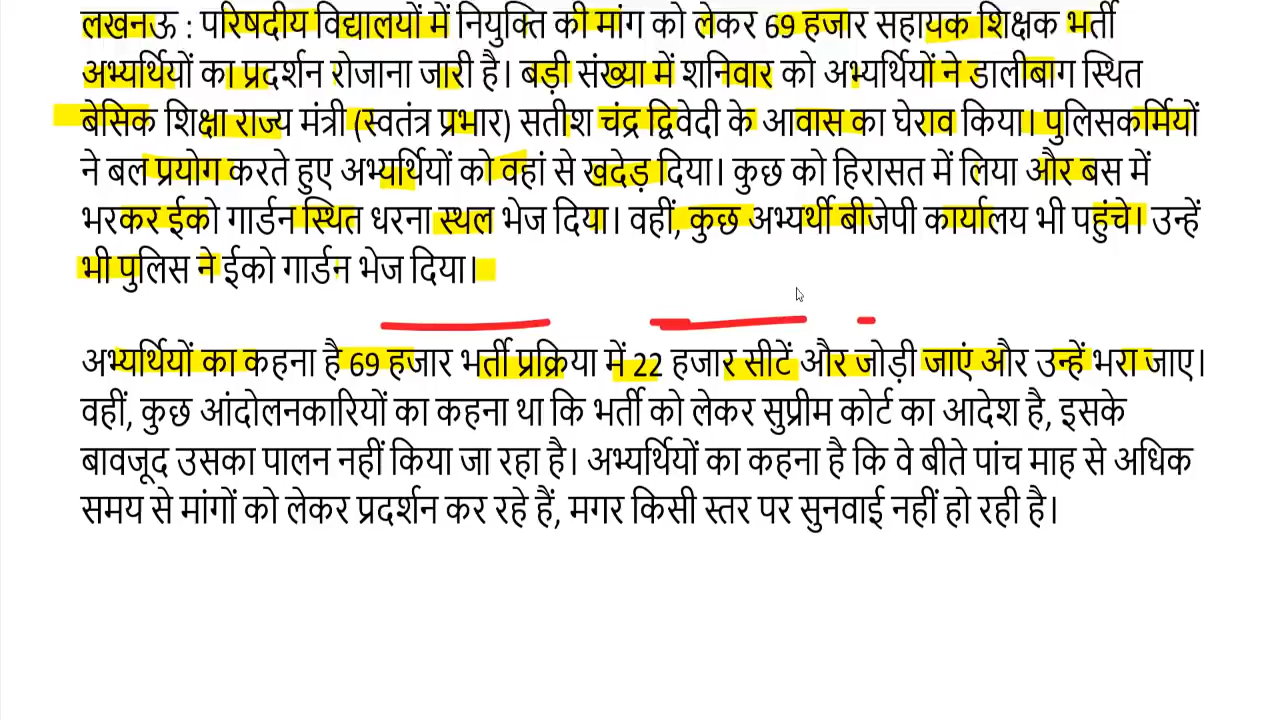 लखनऊ : परिषदीय विद्यालयों में नियुक्ति की मांग को लेकर 69 हजार सहायक शिक्षक भर्ती
अभ्यर्थियों का प्रदर्शन रोजाना जारी है। बड़ी संख्या में शनिवार को अभ्यर्थियों ने डालीबाग स्थित
बेसिक शिक्षा राज्य मंत्री (स्वतंत्र प्रभार) सतीश चंद्र द्विवेदी के आवास का घेराव किया। पुलिसकर्मियों
ने बल प्रयोग करते हुए अभ्यर्थियों को वहां से खदेड़ दिया। कुछ को हिरासत में लिया और बस में
भरकर ईको गार्डन स्थित धरना स्थल भेज दिया। वहीं, कुछ अभ्यर्थी बीजेपी कार्यालय भी पहुंचे। उन्हें
भी पुलिस ने ईको गार्डन भेज दिया।
अभ्यर्थियों का कहना है 69 हजार भर्ती प्रक्रिया में 22 हजार सीटें और जोड़ी जाएं और उन्हें भरा जाए।
वहीं, कुछ आंदोलनकारियों का कहना था कि भर्ती को लेकर सुप्रीम कोर्ट का आदेश है, इसके
बावजूद उसका पालन नहीं किया जा रहा है। अभ्यर्थियों का कहना है कि वे बीते पांच माह से अधिक
समय से मांगों को लेकर प्रदर्शन कर रहे हैं, मगर किसी स्तर पर सुनवाई नहीं हो रही है।